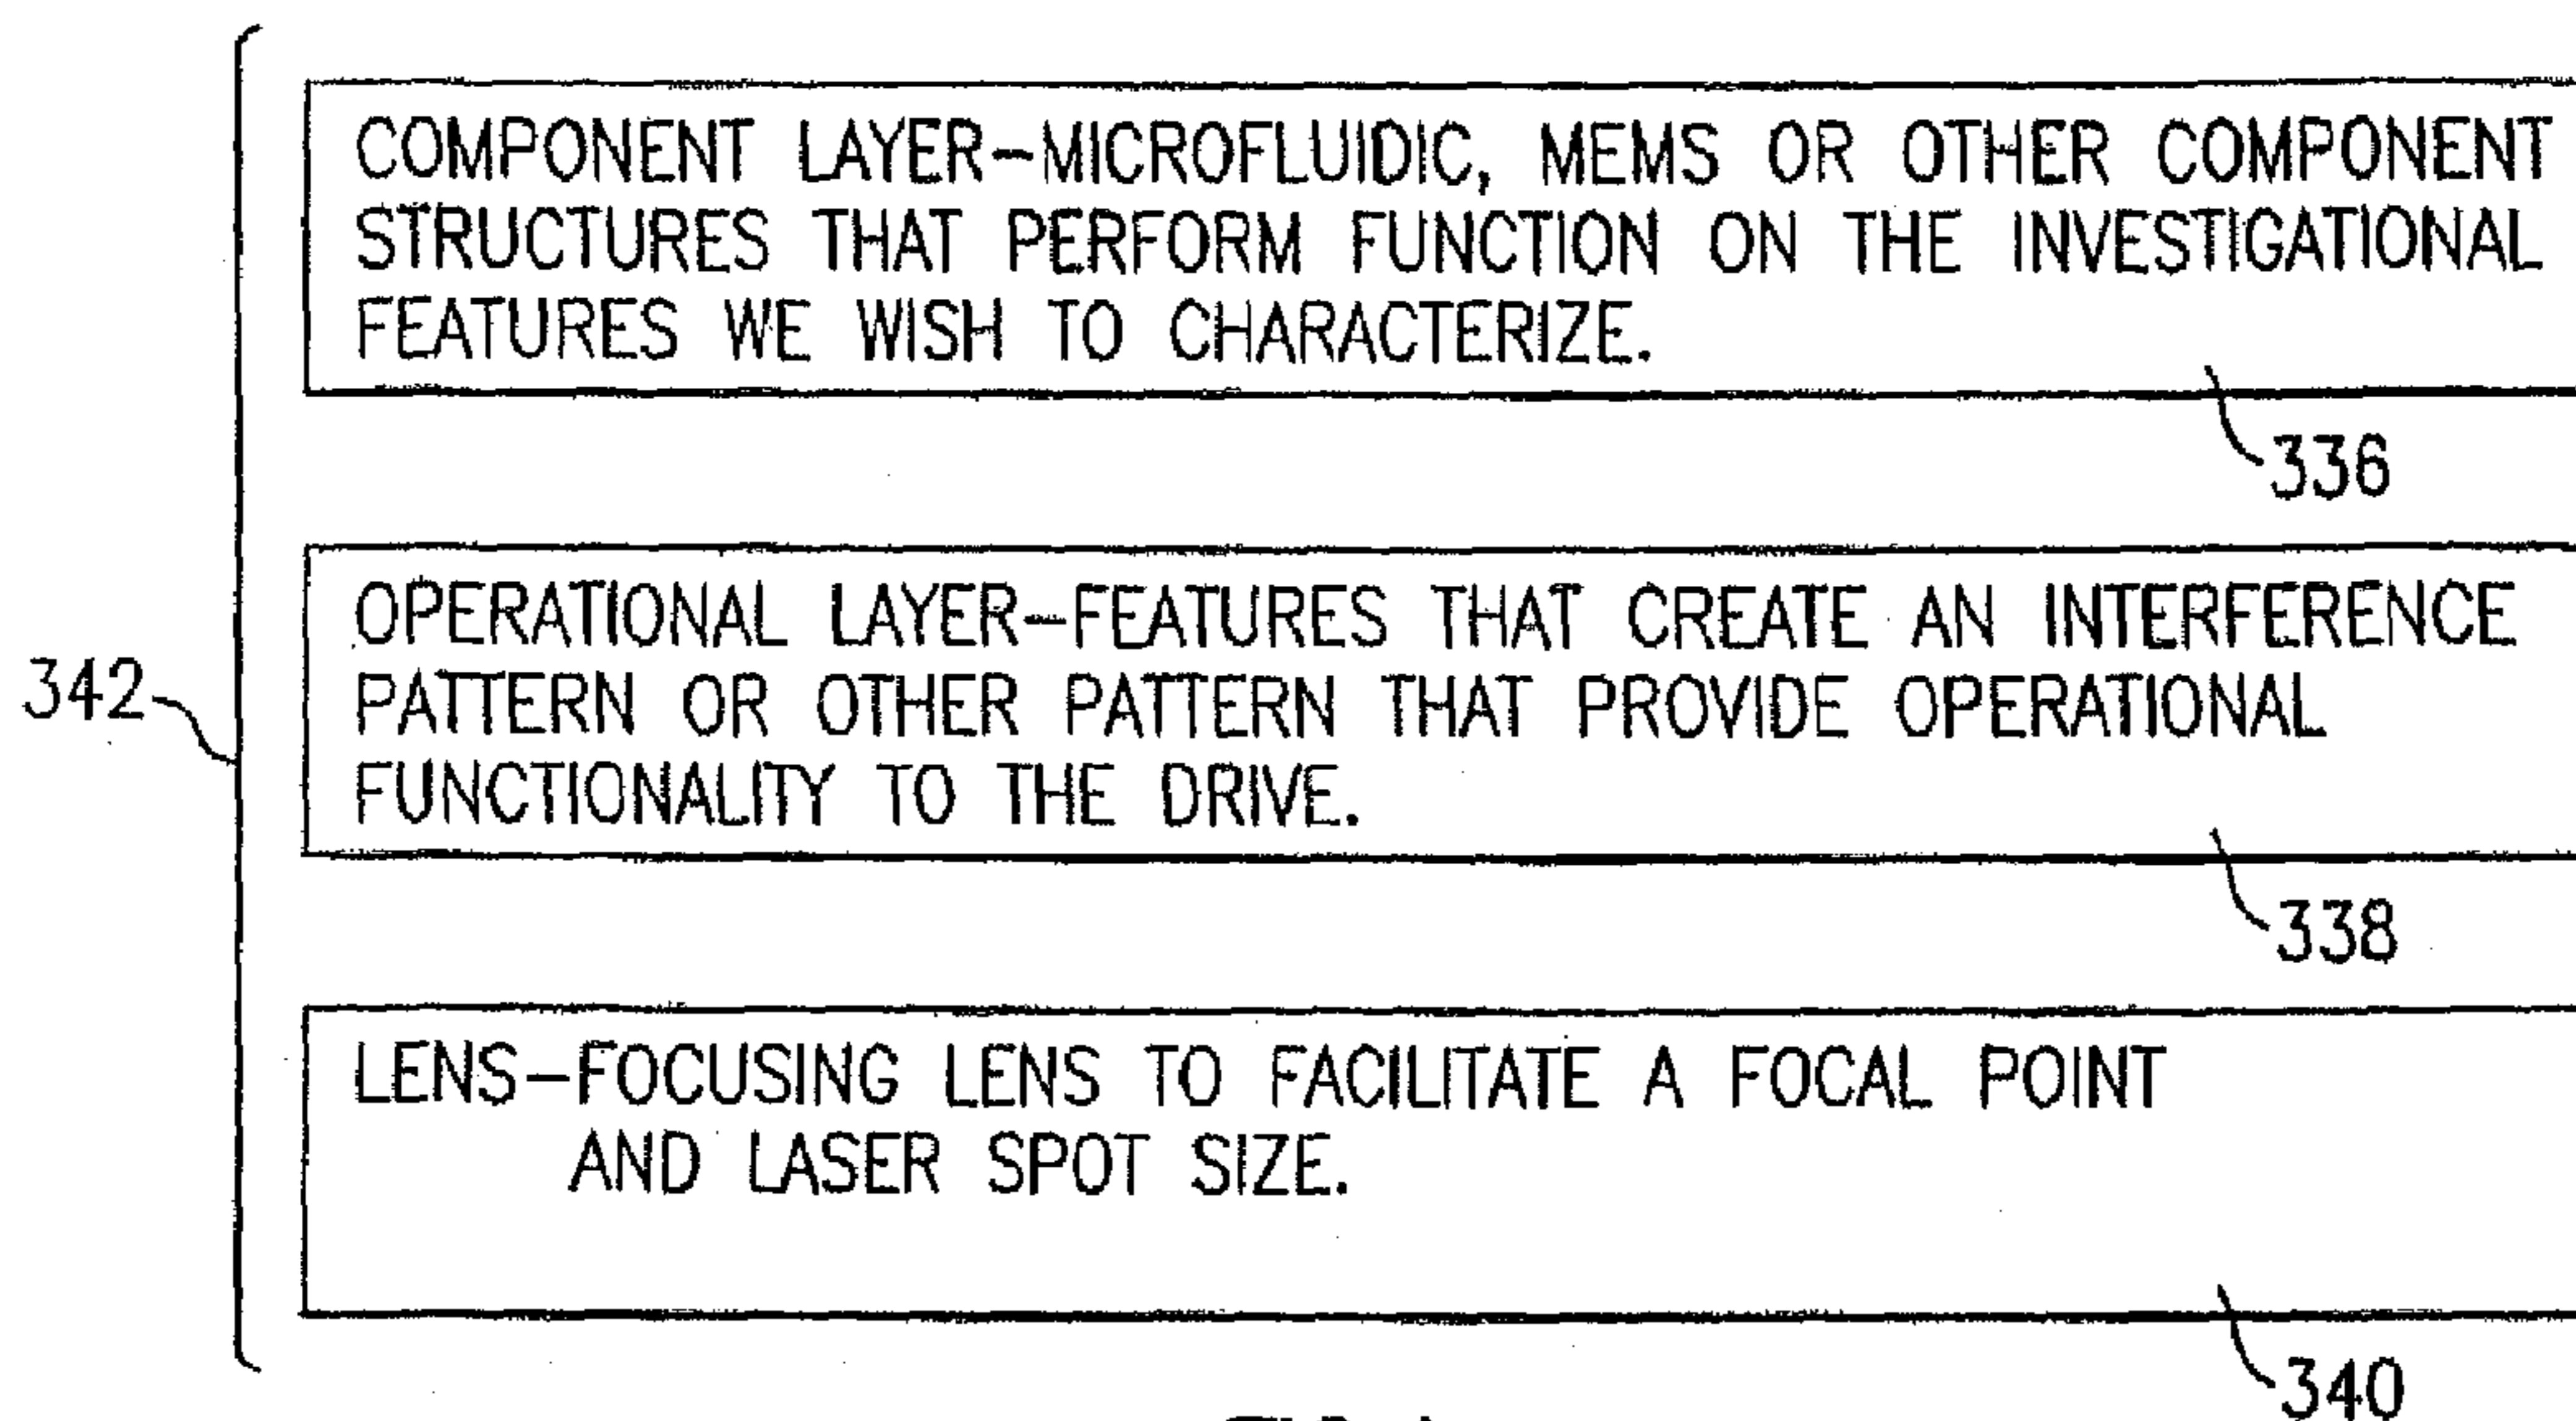 COMPONENT LAYER-MICROFLUIDIC, MEMS OR OTHER COMPONENT
STRUCTURES THAT PERFORM FUNCTION ON THE INVESTIGATIONAL
FEATURES WE WISH TO CHARACTERIZE.
336
OPERATIONAL LAYER-FEATURES THAT CREATE AN INTERFERENCE
PATTERN OR OTHER PATTERN THAT PROVIDE OPERATIONAL
FUNCTIONALITY TO THE DRIVE.
342
338
LENS-FOCUSING LENS TO FACILITATE A FOCAL POINT
AND LASER SPOT SIZE.
340